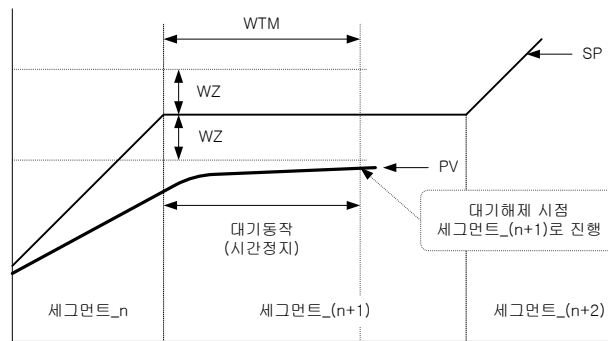 WTM
SP
WZ
WZ
PV
대기동작
(시간정지)
대기해제 시점
세그먼트_(n+1)로 진행
세그먼트_n
세그먼트_(n+1)
세그먼트_(n+2)